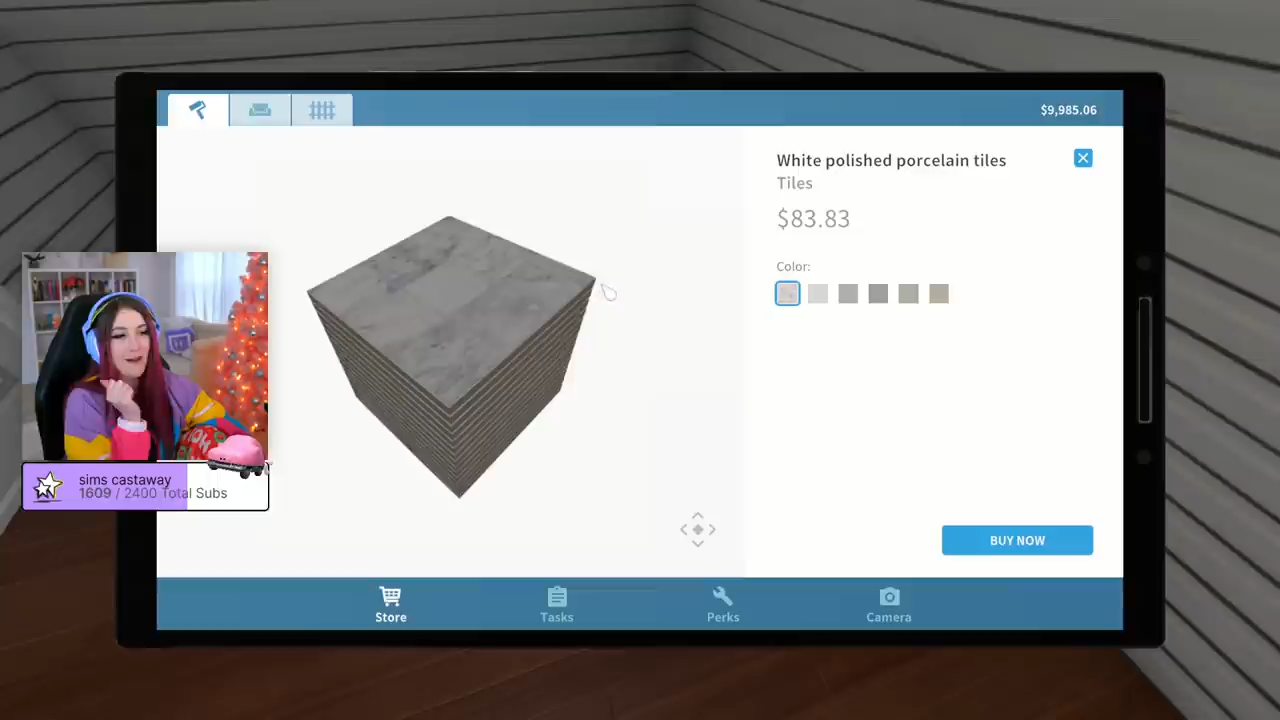 $9,985.06
White polished porcelain tiles
Tiles
$83.83
Color:
sims castaway
1609 / 2400 Total Subs
BUY NOW
Store
Tasks
Perks
Camera